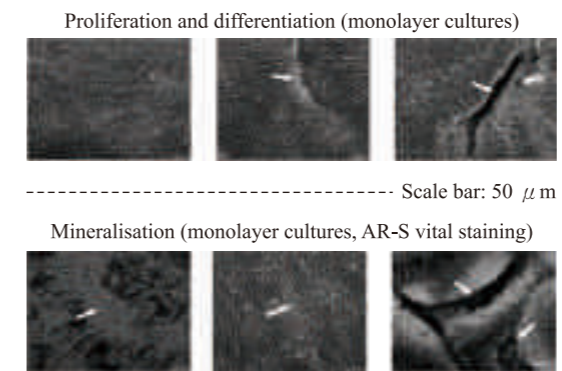 Proliferation and differentiation (monolayer cultures)
Scale bar: 50 μm
Mineralisation (monolayer cultures, AR-S vital staining)